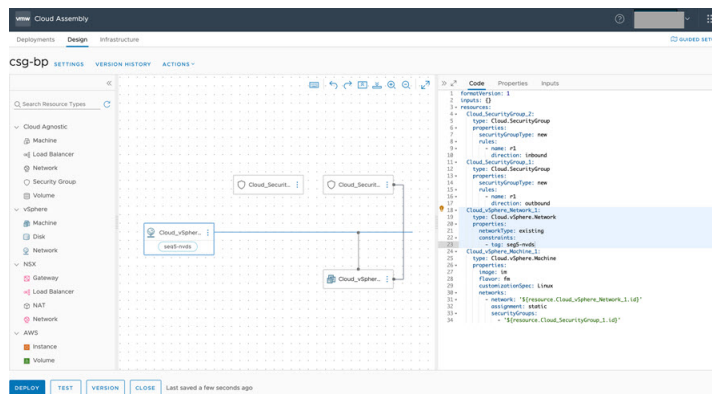 vmw Cloud Assembly
Deployments Design Infrastructure
GUIDED SET
csg-bp SETTINGS VERSION HISTORY ACTIONS
Search Resource Types
Cloud Agnostic
Machine
Load Balancer
Network
Security Group
Volume
vSphere
Machine
Disk
Network
NSX
Gateway
Load Balancer
NAT
Network
AWS
Instance
Volume
Cloud_Securit...
Cloud_Securit...
Cloud_vSpher...
seg5-nvds
Cloud_vSpher...
Code Properties Inputs
1 formatVersion: 1
2 inputs: {}
3 resources:
4 Cloud_SecurityGroup_2:
5 type: Cloud.SecurityGroup
6 properties:
7 securityGroupType: new
8 rules:
9 - name: r1
10 direction: inbound
11 Cloud_SecurityGroup_1:
12 type: Cloud.SecurityGroup
13 properties:
14 securityGroupType: new
15 rules:
16 - name: r1
17 direction: outbound
18 Cloud_vSphere_Network_1:
19 type: Cloud.vSphere.Network
20 properties:
21 networkType: existing
22 constraints:
23 - tag: seg5-nvds
24 Cloud_vSphere_Machine_1:
25 type: Cloud.vSphere.Machine
26 properties:
27 image: im
28 flavor: fm
29 customizationSpec: Linux
30 networks:
31 - network: '${resource.Cloud_vSphere_Network_1.id}'
32 assignment: static
33 securityGroups:
34 - '${resource.Cloud_SecurityGroup_1.id}'
DEPLOY TEST VERSION CLOSE Last saved a few seconds ago